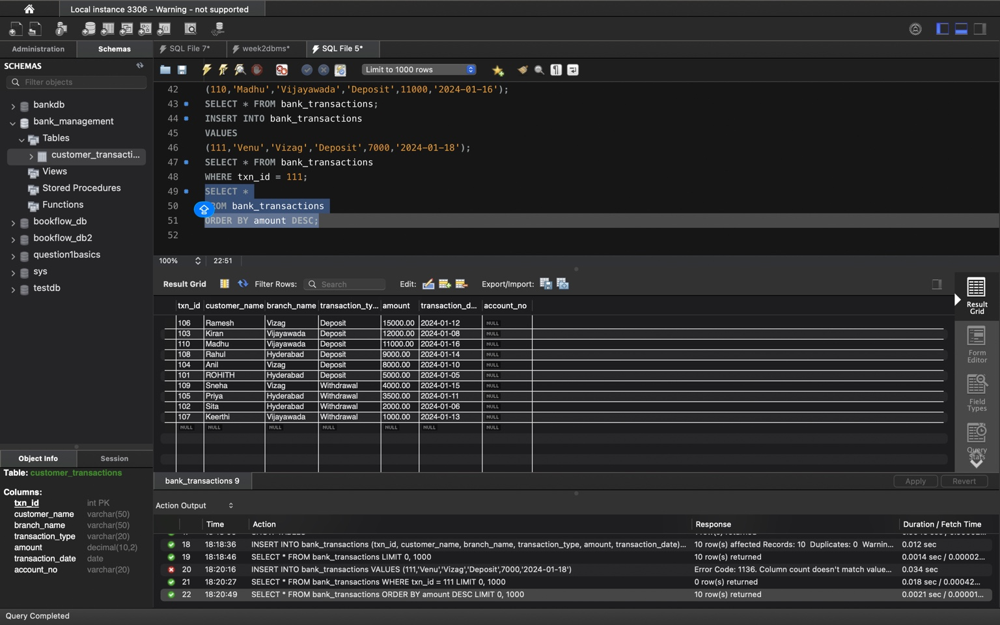 Local instance 3306 - Warning - not supported
Administration
Schemas
SQL File 7*
week2dbms*
SQL File 5*
SCHEMAS
Filter objects
bankdb
bank_management
Tables
customer_transacti...
Views
Stored Procedures
Functions
bookflow_db
bookflow_db2
question1basics
sys
testdb
Limit to 1000 rows
42 (110,'Madhu','Vijayawada','Deposit',11000,'2024-01-16');
43 SELECT * FROM bank_transactions;
44 INSERT INTO bank_transactions
45 VALUES
46 (111,'Venu','Vizag','Deposit',7000,'2024-01-18');
47 SELECT * FROM bank_transactions
48 WHERE txn_id = 111;
49 SELECT *
50 FROM bank_transactions
51 ORDER BY amount DESC;
52
100% 22:51
Result Grid Filter Rows: Search Edit: Export/Import:
txn_id customer_name branch_name transaction_ty... amount transaction_d... account_no
106 Ramesh Vizag Deposit 15000.00 2024-01-12 NULL
103 Kiran Vijayawada Deposit 12000.00 2024-01-08 NULL
110 Madhu Vijayawada Deposit 11000.00 2024-01-16 NULL
108 Rahul Hyderabad Deposit 9000.00 2024-01-14 NULL
104 Anil Vizag Deposit 8000.00 2024-01-10 NULL
101 ROHITH Hyderabad Deposit 5000.00 2024-01-05 NULL
109 Sneha Vizag Withdrawal 4000.00 2024-01-15 NULL
105 Priya Hyderabad Withdrawal 3500.00 2024-01-11 NULL
102 Sita Hyderabad Withdrawal 2000.00 2024-01-06 NULL
107 Keerthi Vijayawada Withdrawal 1000.00 2024-01-13 NULL
NULL NULL NULL NULL NULL NULL NULL
Result
Grid
Form
Editor
Field
Types
Query
Stats
bank_transactions 9
Apply
Revert
Object Info
Session
Table: customer_transactions
Columns:
txn_id int PK
customer_name varchar(50)
branch_name varchar(50)
transaction_type varchar(20)
amount decimal(10,2)
transaction_date date
account_no varchar(20)
Action Output
Time Action Response Duration / Fetch Time
18 18:18:36 INSERT INTO bank_transactions (txn_id, customer_name, branch_name, transaction_type, amount, transaction_date)... 10 row(s) affected Records: 10 Duplicates: 0 Warnin... 0.012 sec
19 18:18:46 SELECT * FROM bank_transactions LIMIT 0, 1000 10 row(s) returned 0.0014 sec / 0.00002...
20 18:20:16 INSERT INTO bank_transactions VALUES (111,'Venu','Vizag','Deposit',7000,'2024-01-18') Error Code: 1136. Column count doesn't match value... 0.034 sec
21 18:20:27 SELECT * FROM bank_transactions WHERE txn_id = 111 LIMIT 0, 1000 0 row(s) returned 0.018 sec / 0.00042...
22 18:20:49 SELECT * FROM bank_transactions ORDER BY amount DESC LIMIT 0, 1000 10 row(s) returned 0.0021 sec / 0.00001...
Query Completed